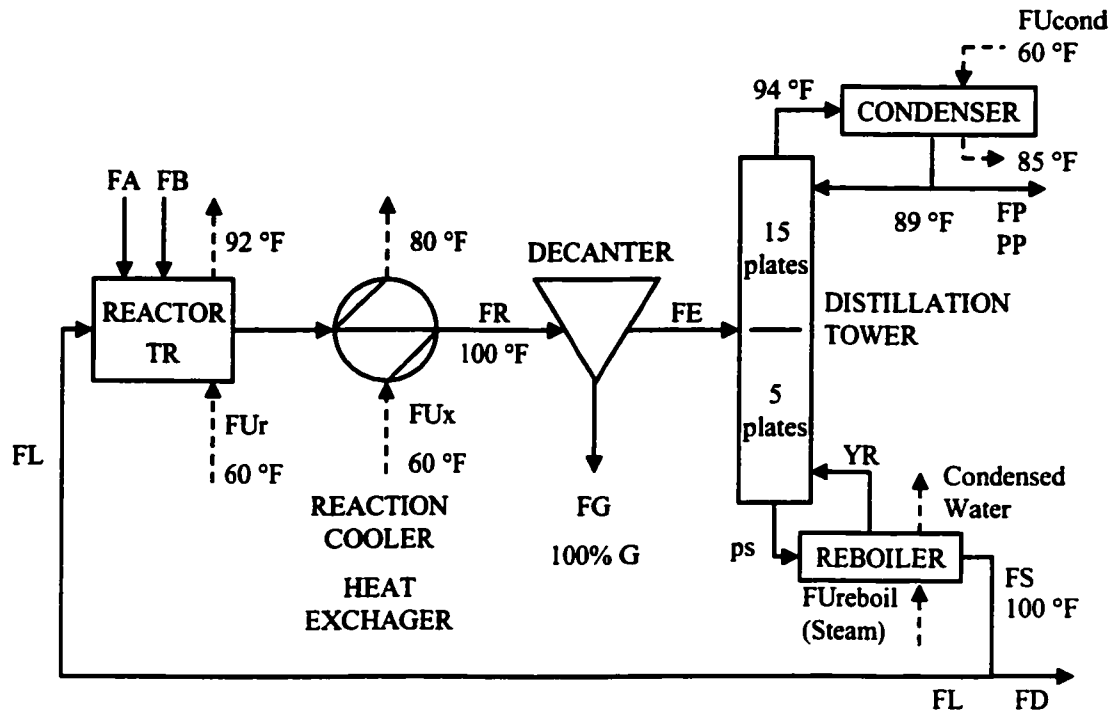 FUcond
60 °F
94 °F
CONDENSER
85 °F
FA FB
92 °F
80 °F
DECANTER
15
plates
89 °F
FP
PP
REACTOR
TR
FR
100 °F
FE
DISTILLATION
TOWER
5
plates
FL
FUr
60 °F
FUx
60 °F
REACTION
COOLER
HEAT
EXCHAGER
FG
100% G
YR
Condensed
Water
ps
REBOILER
FUreboil
(Steam)
FS
100 °F
FL FD